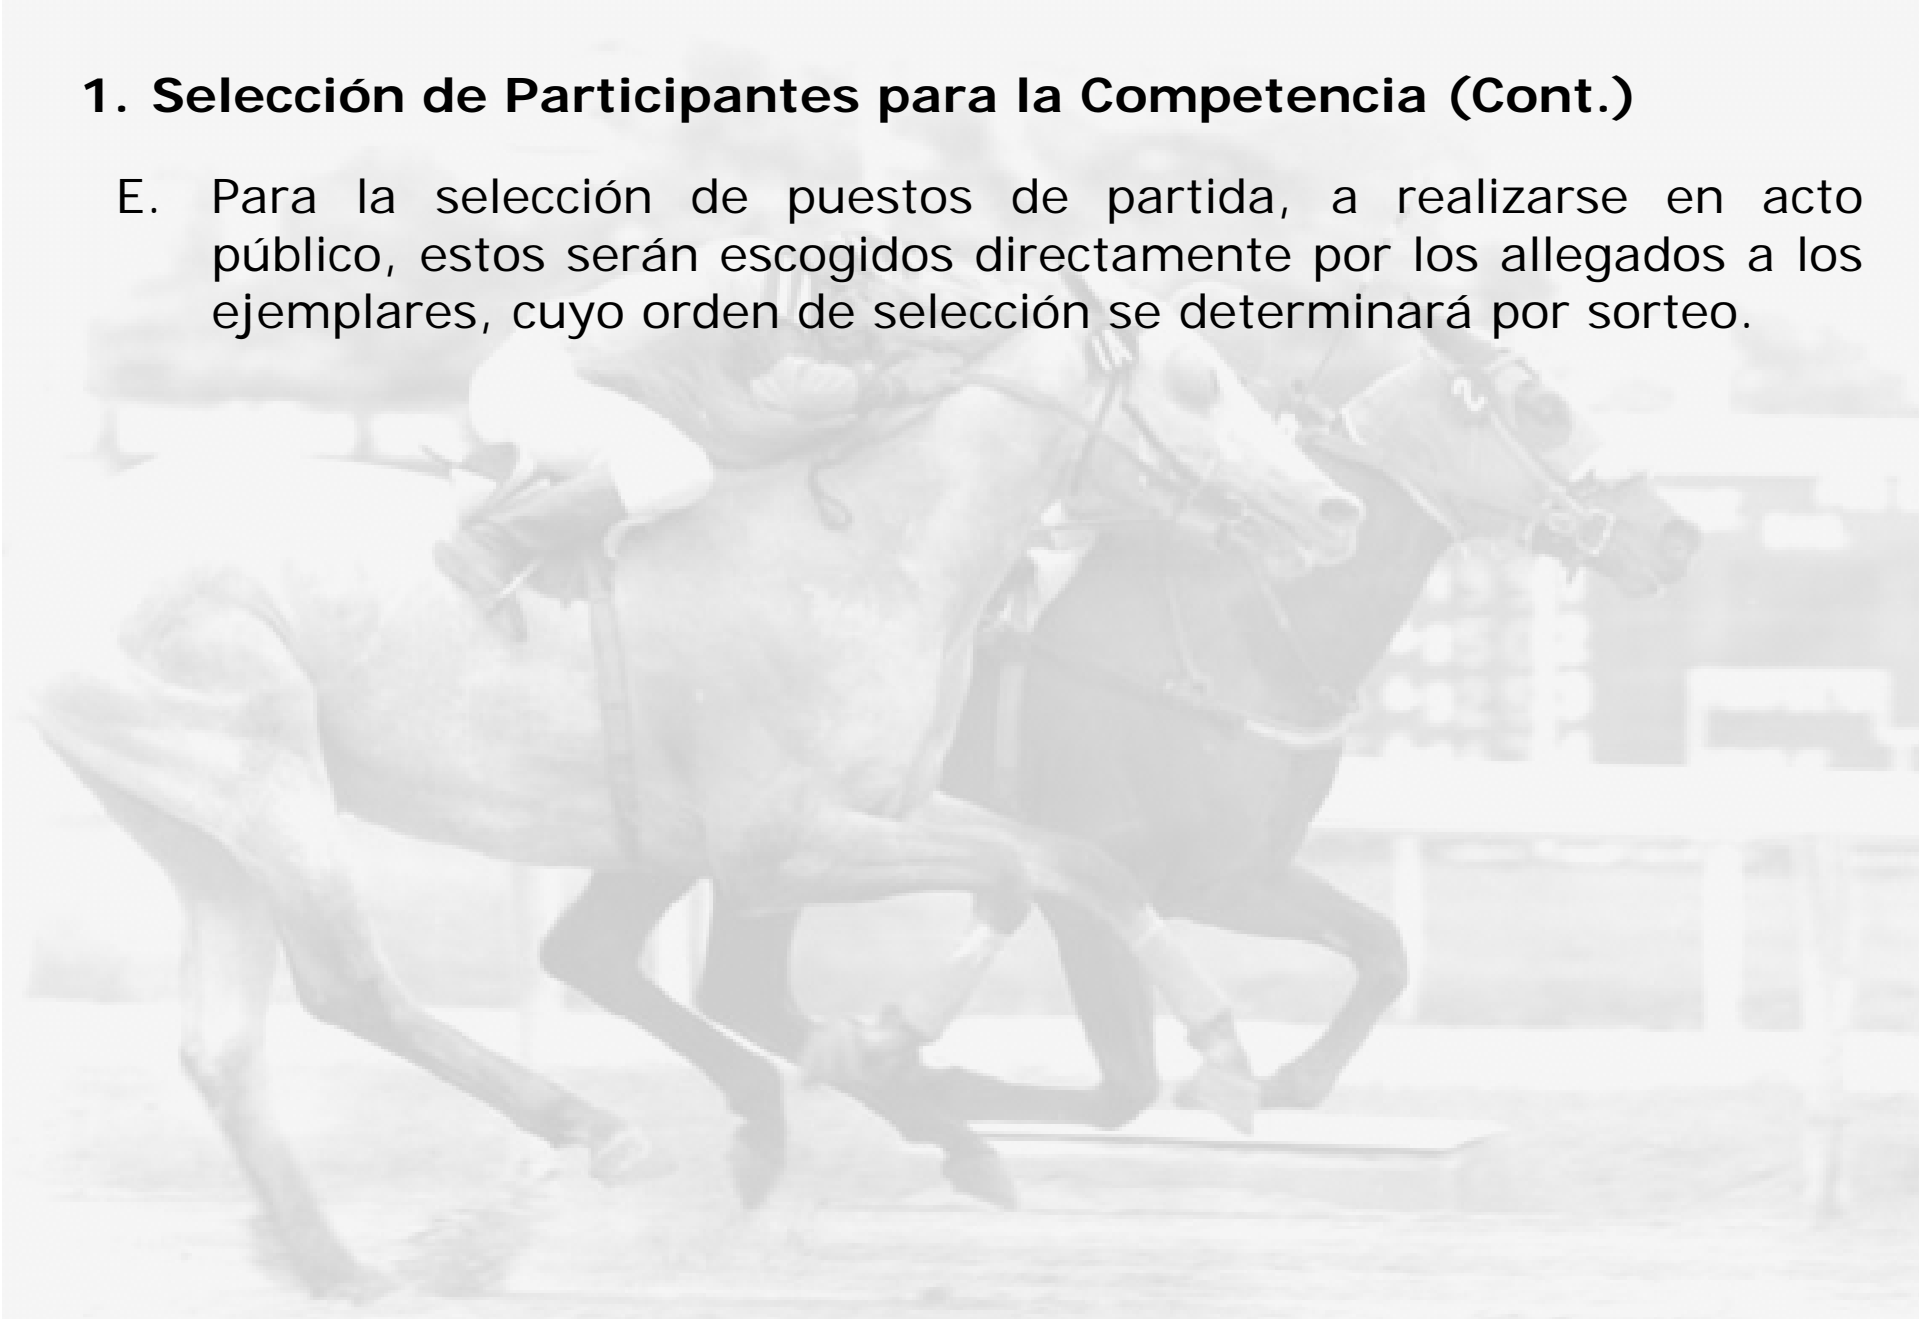 1. Selección de Participantes para la Competencia (Cont.)
E. Para la selección de puestos de partida, a realizarse en acto
público, estos serán escogidos directamente por los allegados a los
ejemplares, cuyo orden de selección se determinará por sorteo.
2